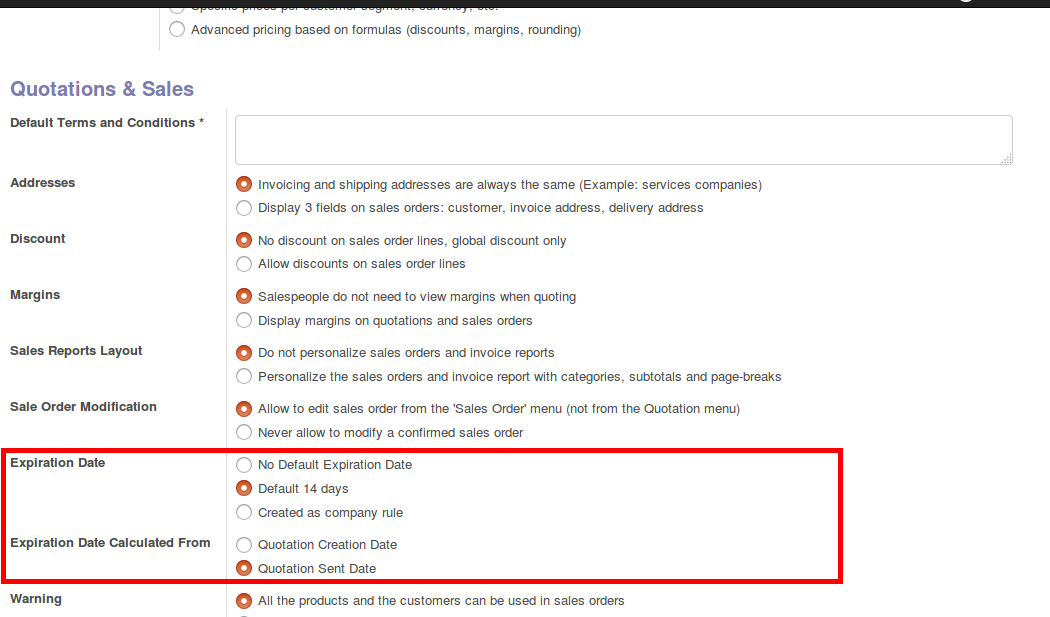 Specific prices per customer segment, currency, etc.
Advanced pricing based on formulas (discounts, margins, rounding)
Quotations & Sales
Default Terms and Conditions *
Addresses
Invoicing and shipping addresses are always the same (Example: services companies)
Display 3 fields on sales orders: customer, invoice address, delivery address
Discount
No discount on sales order lines, global discount only
Allow discounts on sales order lines
Margins
Salespeople do not need to view margins when quoting
Display margins on quotations and sales orders
Sales Reports Layout
Do not personalize sales orders and invoice reports
Personalize the sales orders and invoice report with categories, subtotals and page-breaks
Sale Order Modification
Allow to edit sales order from the 'Sales Order' menu (not from the Quotation menu)
Never allow to modify a confirmed sales order
Expiration Date
No Default Expiration Date
Default 14 days
Created as company rule
Expiration Date Calculated From
Quotation Creation Date
Quotation Sent Date
Warning
All the products and the customers can be used in sales orders